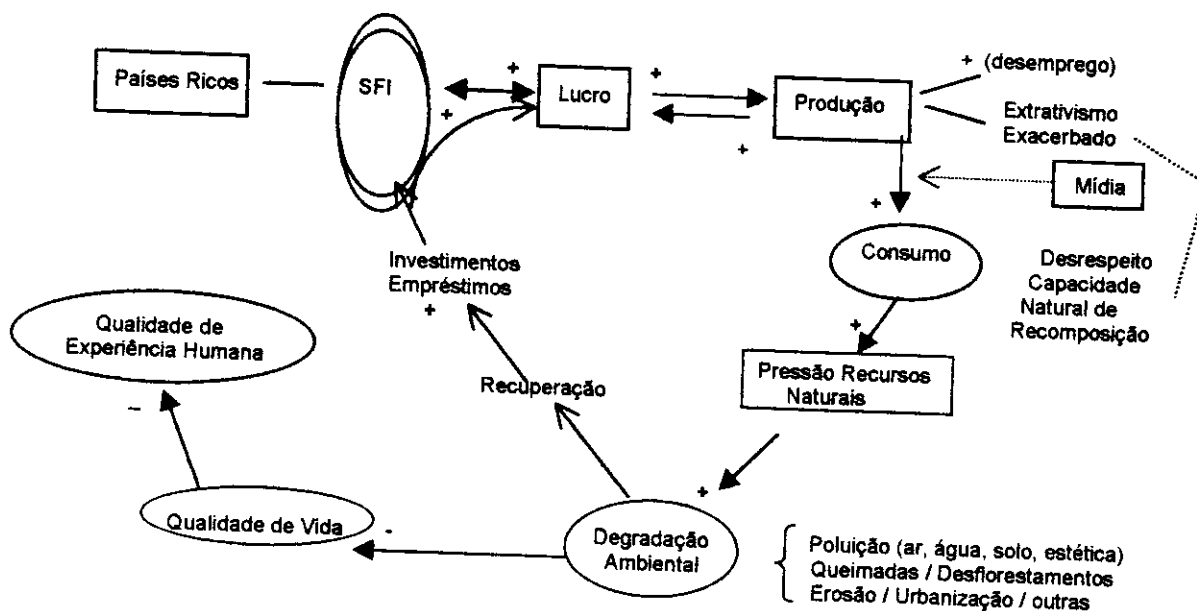 Países Ricos
SFI
+
+
Lucro
+
+
Produção
+ (desemprego)
Extrativismo
Exacerbado
Mídia
+
Consumo
Desrespeito
Capacidade
Natural de
Recomposição
+
Pressão Recursos
Naturais
Investimentos
Empréstimos
+
Qualidade de
Experiência Humana
Recuperação
-
+
Qualidade de Vida
-
Degradação
Ambiental
Poluição (ar, água, solo, estética)
Queimadas / Desflorestamentos
Erosão / Urbanização / outras